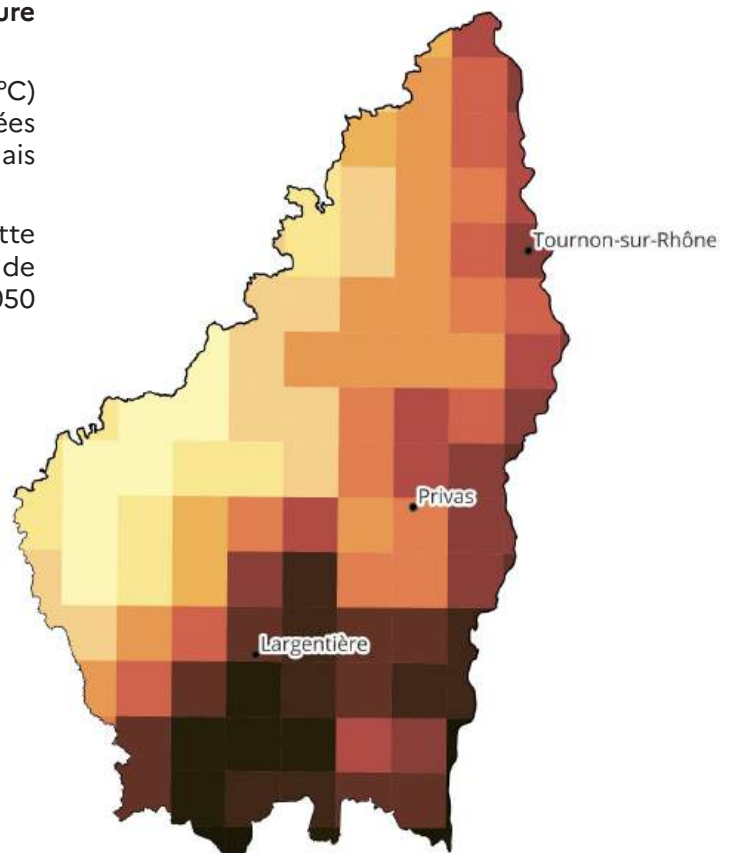 ure
°C)
ées
ais
tte
de
050
Tournon-sur-Rhône
Privas
Largentière